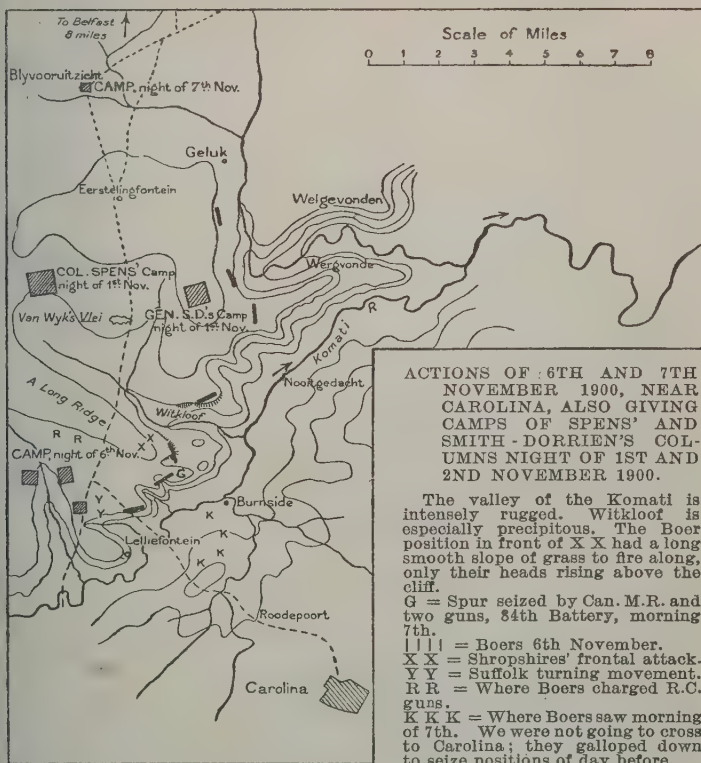 To Belfast
8 miles
Scale of Miles
0 1 2 3 4 5 6 7 8
Blyvooruitzicht
CAMP, night of 7th Nov.
Geluk
Eerstelingfontein
Welgevonden
Wergvonde
COL. SPENS' Camp
night of 1st Nov.
GEN. S.D.'s Camp
night of 1st Nov.
Van Wyk's Vlei
Komati R
Nooitgedacht
A Long Ridge
Witkloof
R R
X X
CAMP, night of 6th Nov.
G
Y
Y
Burnside
K
K
K
K
K
Lelliefontein
Roodepoort
Carolina
ACTIONS OF 6TH AND 7TH
NOVEMBER 1900, NEAR
CAROLINA, ALSO GIVING
CAMPS OF SPENS' AND
SMITH-DORRIEN'S COL-
UMNS NIGHT OF 1ST AND
2ND NOVEMBER 1900.
The valley of the Komati is
intensely rugged. Witkloof is
especially precipitous. The Boer
position in front of X X had a long
smooth slope of grass to fire along,
only their heads rising above the
cliff.
G = Spur seized by Can. M.R. and
two guns, 84th Battery, morning
7th.
| | | | = Boers 6th November.
X X = Shropshires' frontal attack.
Y Y = Suffolk turning movement.
R R = Where Boers charged R.C.
guns.
K K K = Where Boers saw morning
of 7th. We were not going to cross
to Carolina; they galloped down
to seize positions of day before.